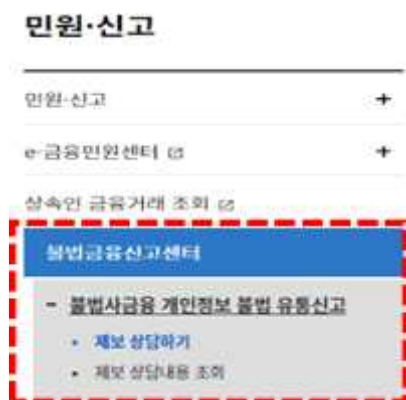 민원·신고
민원·신고 +
e-금융민원센터 +
상속인 금융거래 조회
불법금융신고센터
- 불법사금융 개인정보 불법 유통신고
• 제보 상담하기
• 제보 상담내용 조회